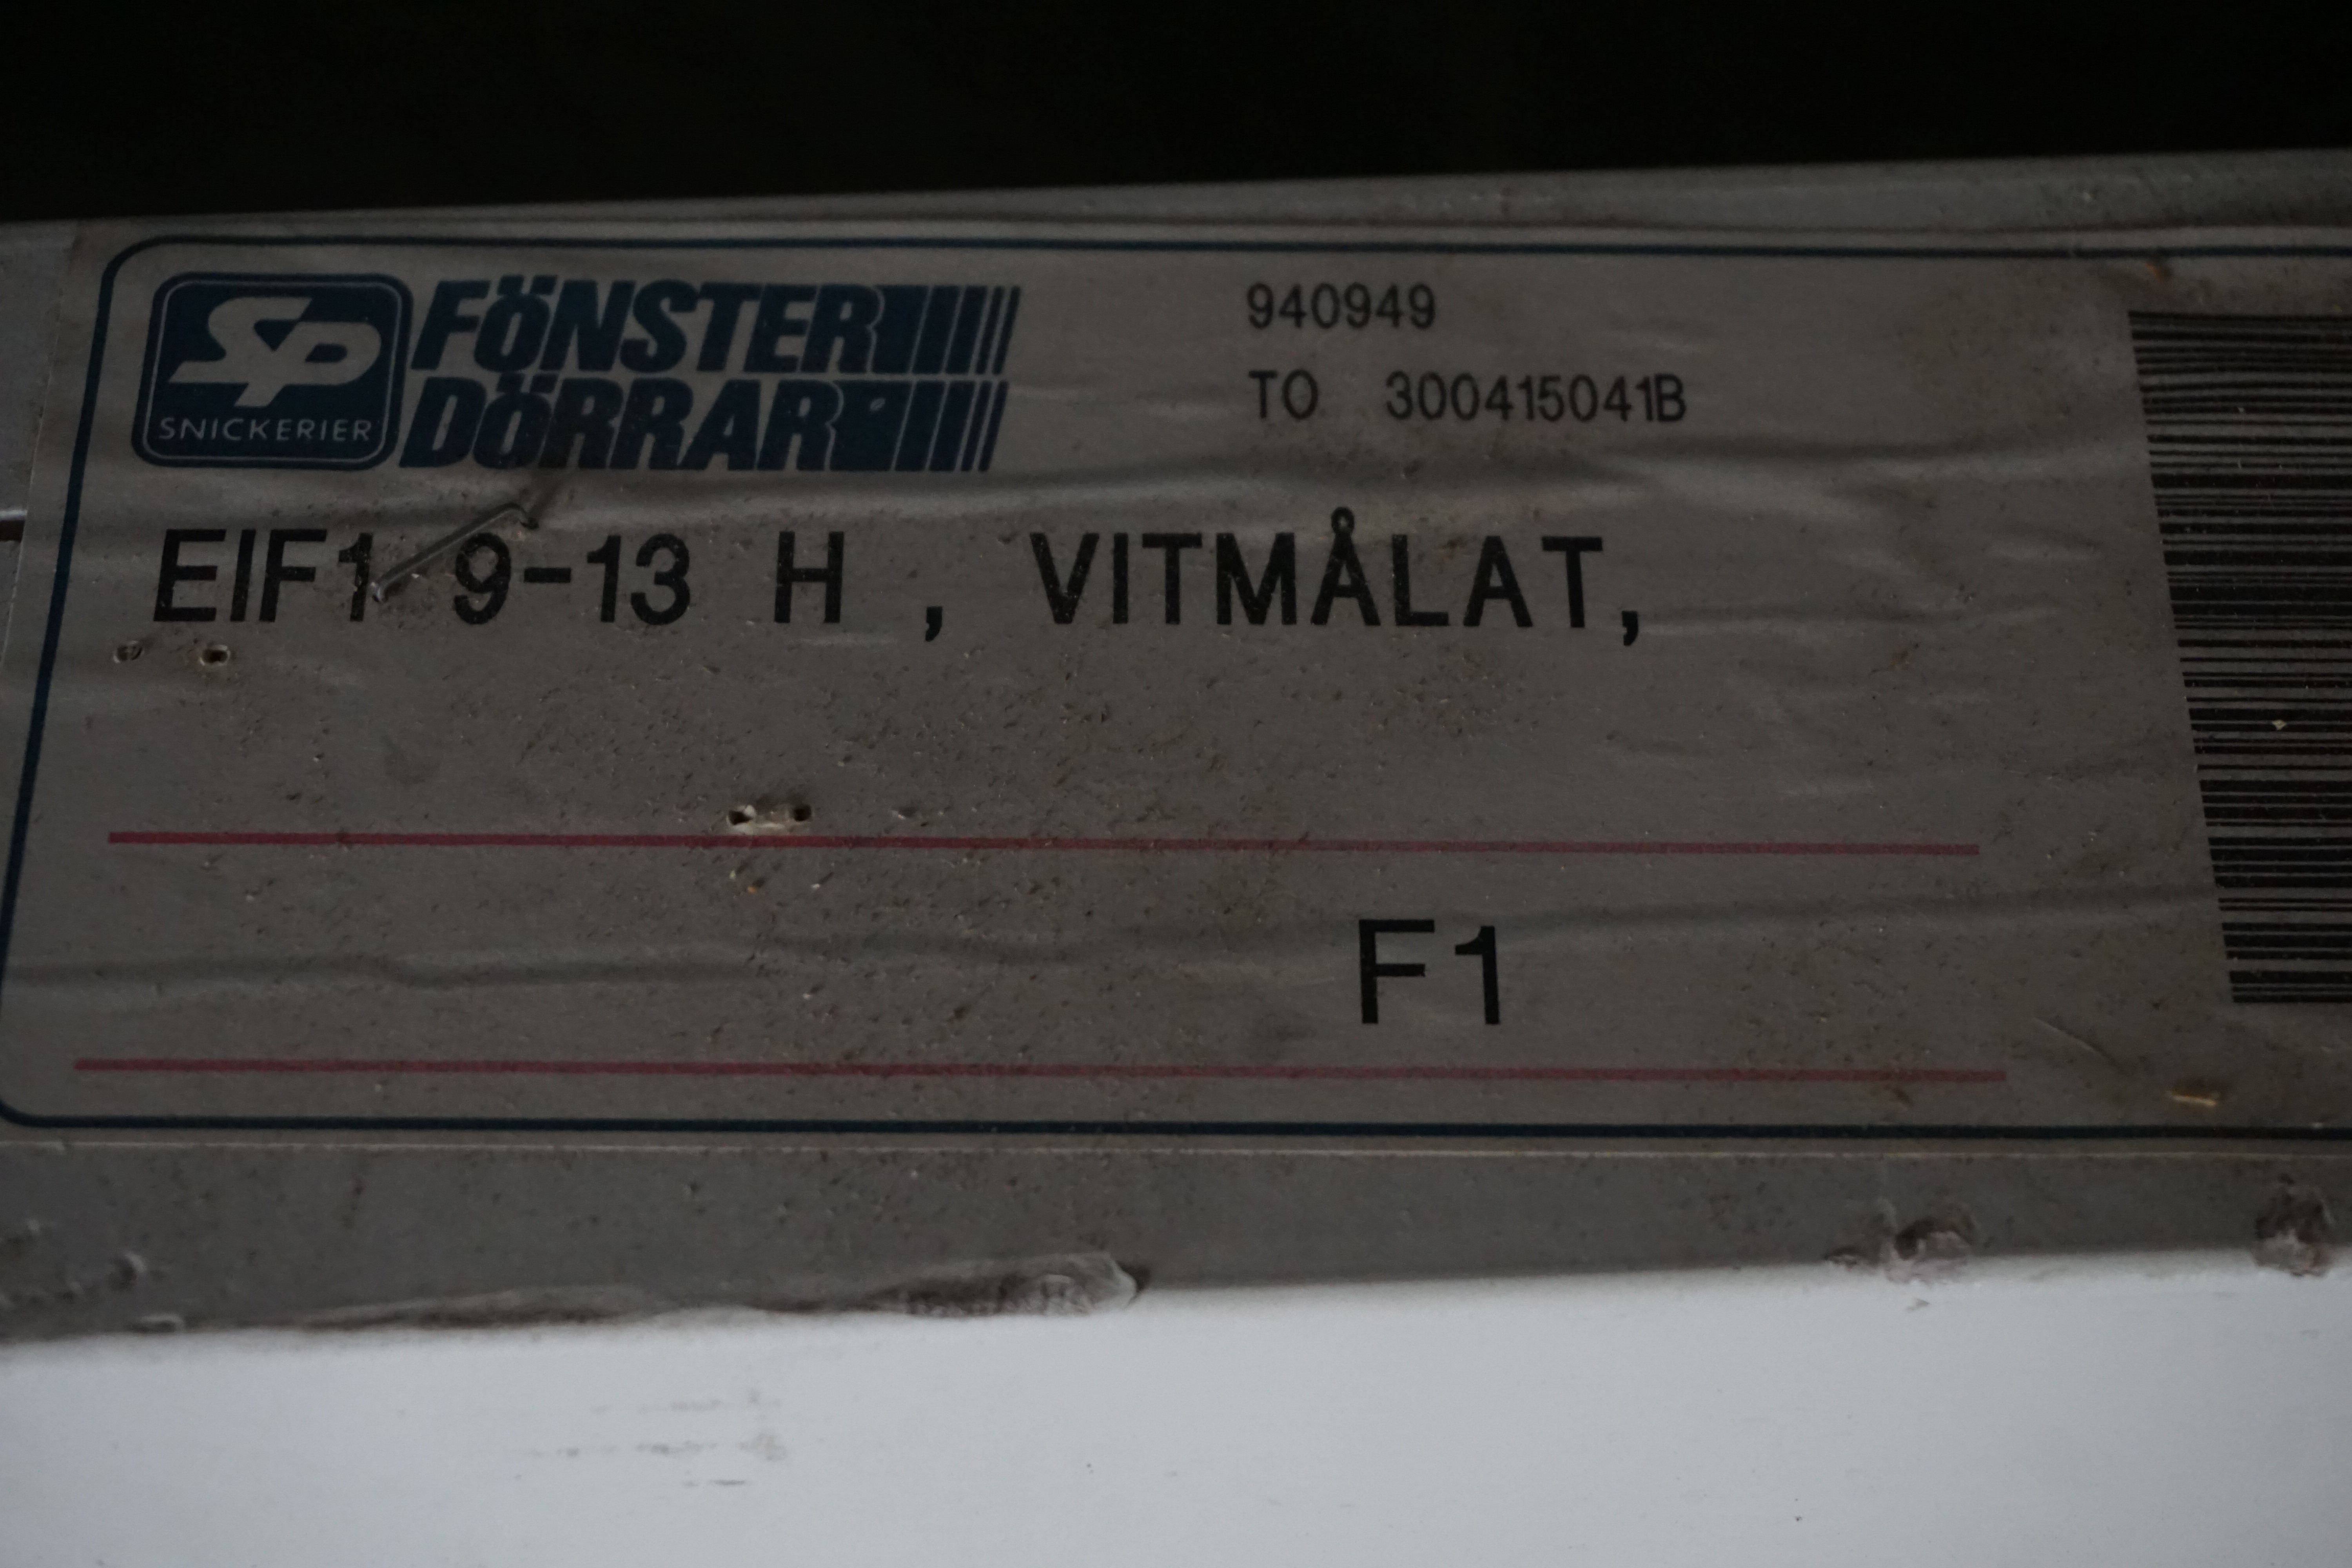 SP
SNICKERIER
FÖNSTER
DÖRRAR
940949
TO 300415041B
EIF1 9-13 H , VITMÅLAT,
F1